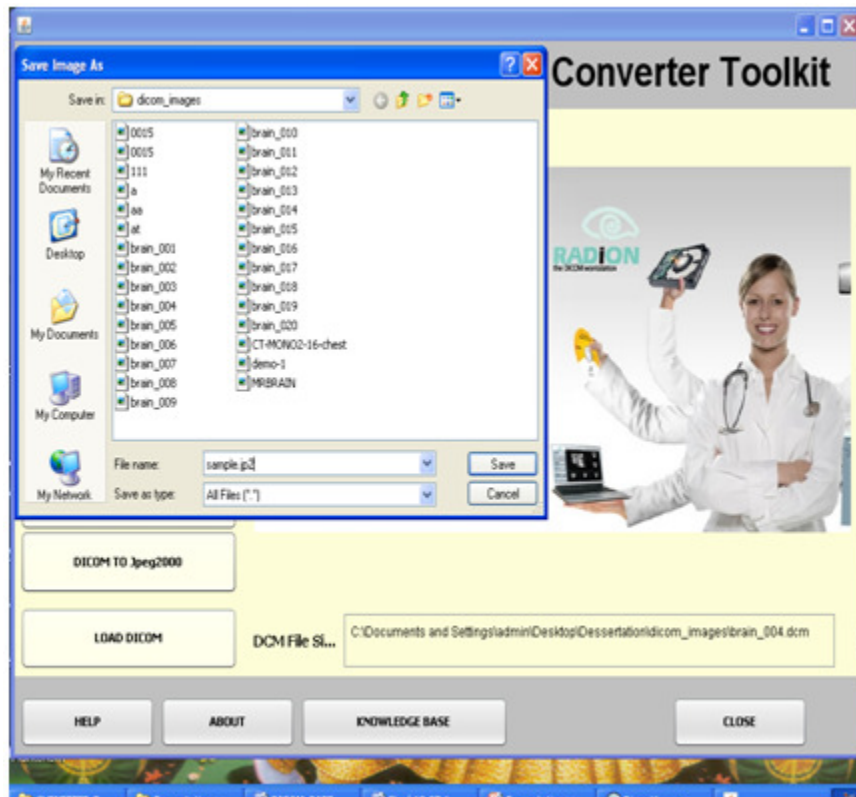 Save Image As
Converter Toolkit
Save in:
dicom_images
My Recent
Documents
Desktop
My Documents
My Computer
My Network
0015
0015
111
a
aa
at
brain_001
brain_002
brain_003
brain_004
brain_005
brain_006
brain_007
brain_008
brain_009
brain_010
brain_011
brain_012
brain_013
brain_014
brain_015
brain_016
brain_017
brain_018
brain_019
brain_020
CT-MONO2-16-chest
demo-1
MRBRAIN
File name:
sample.jp2
Save
Save as type:
All Files (*.*)
Cancel
RADiON
the DICOM workstation
DICOM TO Jpeg2000
LOAD DICOM
DCM File Si...
C:\Documents and Settings\admin\Desktop\Dessertation\dicom_images\brain_004.dcm
HELP
ABOUT
KNOWLEDGE BASE
CLOSE